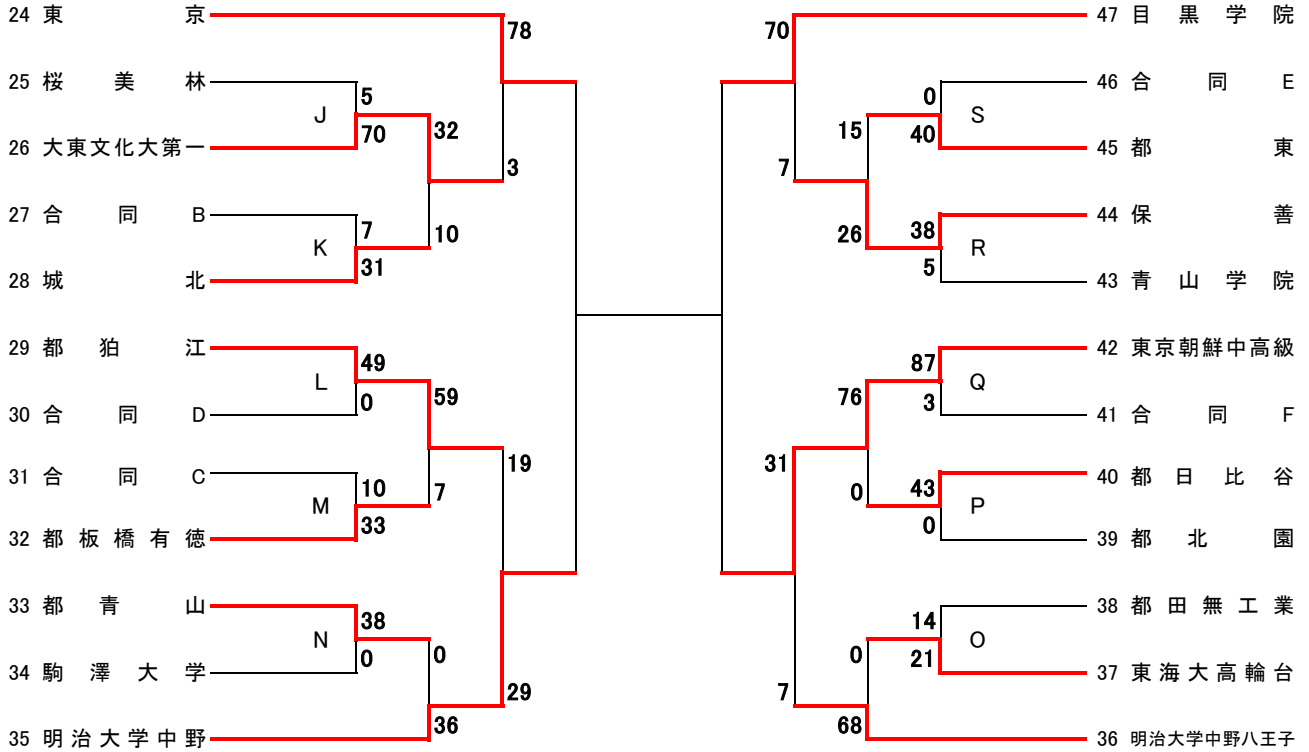 24 東京
78
25 桜美林
5
J
70
32
26 大東文化大第一
3
27 合同B
7
K
31
10
28 城北
29 都狛江
49
L
0
59
30 合同D
19
31 合同C
10
M
33
7
32 都板橋有徳
33 都青山
38
N
0
0
34 駒澤大学
29
36
35 明治大学中野
70
47 目黒学院
0
46 合同E
S
15
40
45 都東
7
44 保善
38
26
R
5
43 青山学院
42 東京朝鮮中高級
87
Q
76
3
41 合同F
31
40 都日比谷
43
0
P
0
39 都北園
38 都田無工業
14
O
0
21
37 東海大高輪台
7
68
36 明治大学中野八王子